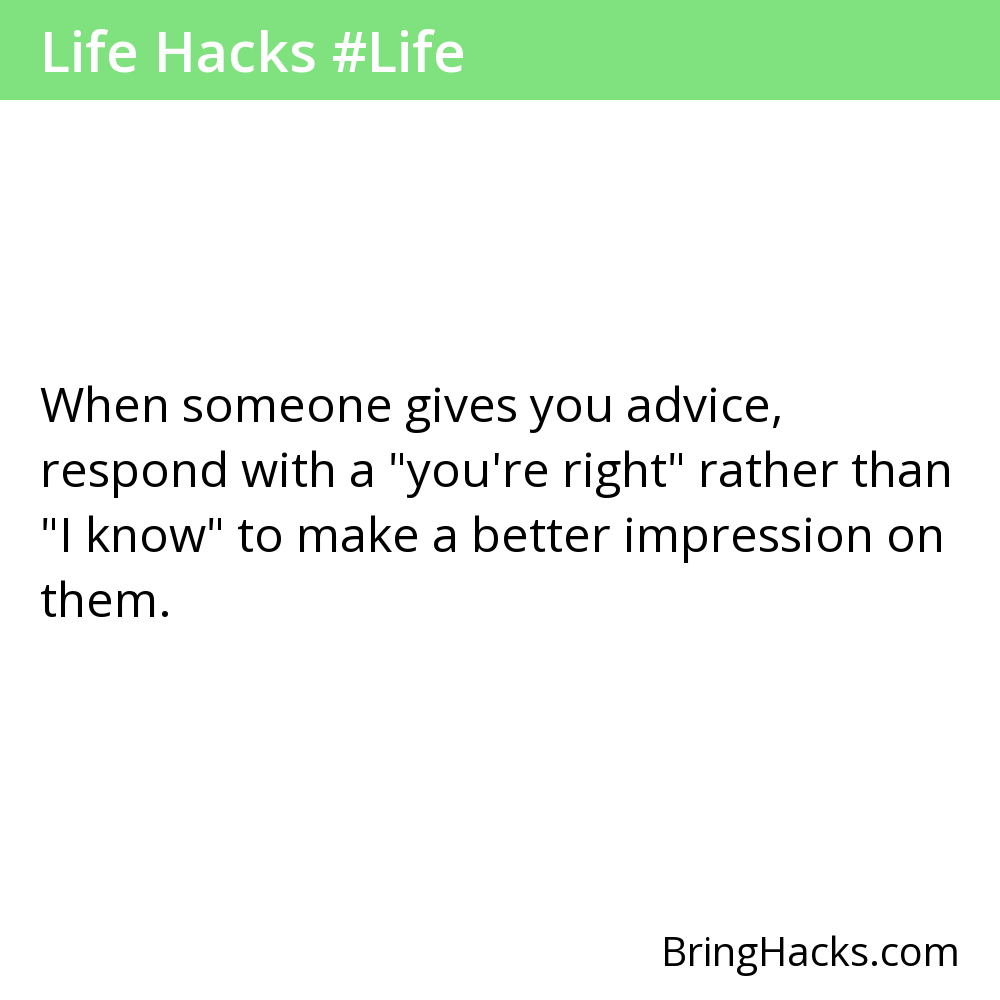 Life Hacks #Life
When someone gives you advice,
respond with a "you're right" rather than
"I know" to make a better impression on
them.
BringHacks.com